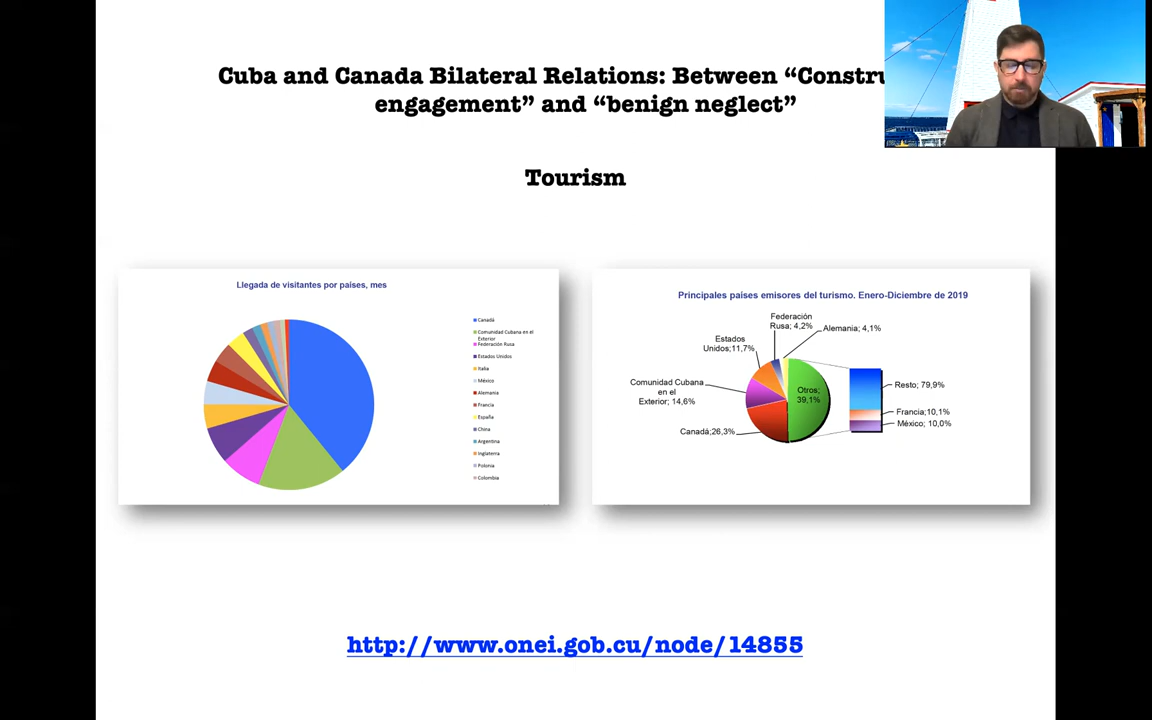 Cuba and Canada Bilateral Relations: Between “Constru
engagement” and “benign neglect”
Tourism
Llegada de visitantes por países, mes
Canadá
Comunidad Cubana en el
Exterior
Federación Rusa
Estados Unidos
Italia
México
Alemania
Francia
España
China
Argentina
Inglaterra
Polonia
Colombia
Principales paises emisores del turismo. Enero-Diciembre de 2019
Federación
Rusa; 4,2%
Alemania; 4,1%
Estados
Unidos;11,7%
Comunidad Cubana
en el
Exterior; 14,6%
Canadá;26,3%
Otros;
39,1%
Resto; 79,9%
Francia;10,1%
México; 10,0%
http://www.onei.gob.cu/node/14855